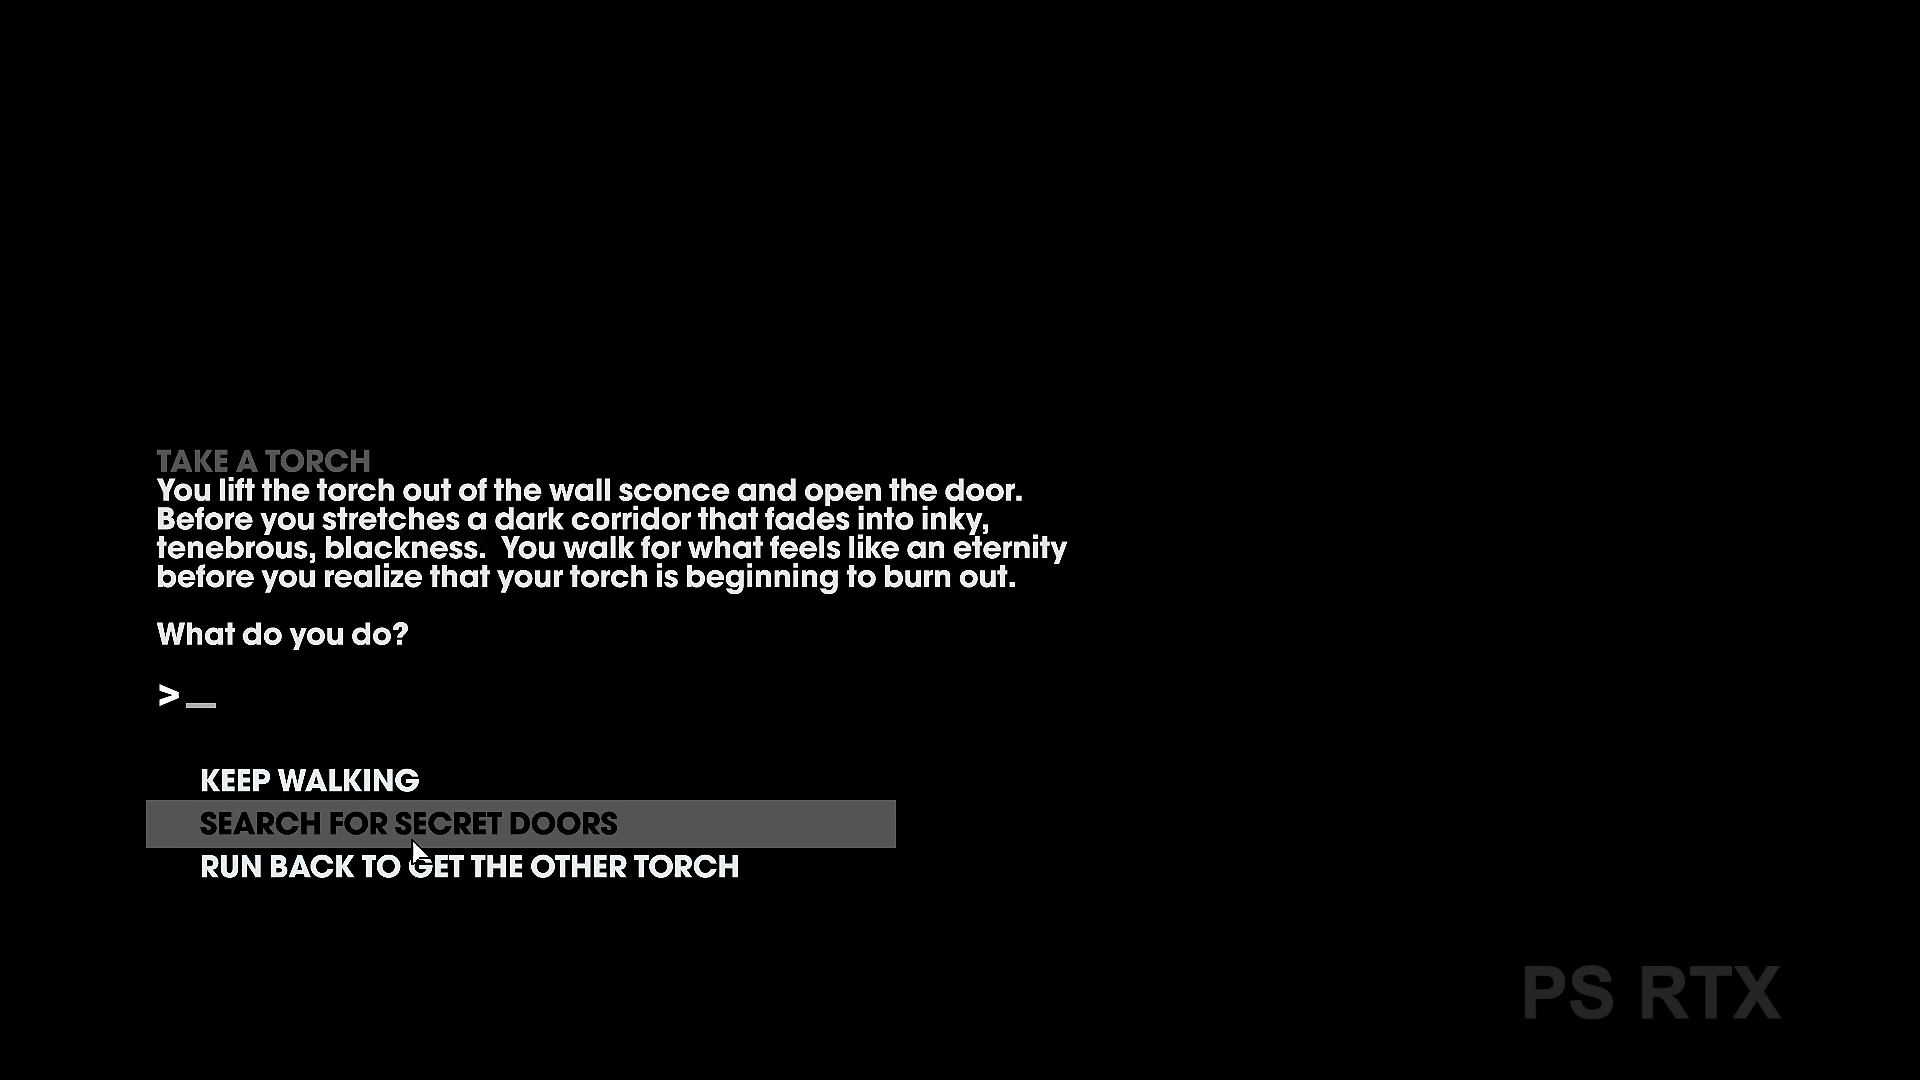 TAKE A TORCH
You lift the torch out of the wall sconce and open the door.
Before you stretches a dark corridor that fades into inky,
tenebrous, blackness.  You walk for what feels like an eternity
before you realize that your torch is beginning to burn out.
What do you do?
>_
KEEP WALKING
SEARCH FOR SECRET DOORS
RUN BACK TO GET THE OTHER TORCH
PS RTX